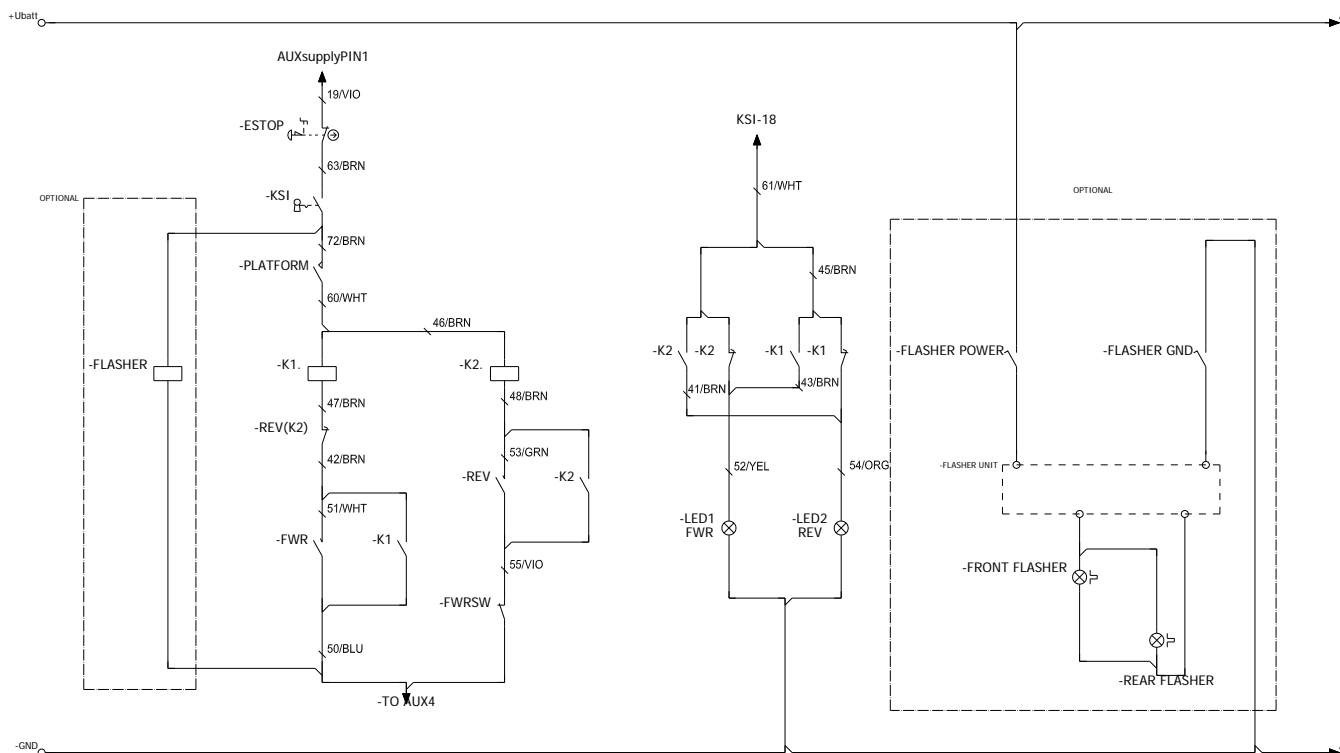 +Ubatt
AUXsupplyPIN1
19/VIO
-ESTOP
KSI-18
63/BRN
61/WHT
OPTIONAL
-KSI
OPTIONAL
72/BRN
-PLATFORM
45/BRN
60/WHT
46/BRN
-K2
-K2
-K1
-K1
-FLASHER POWER
-FLASHER GND
-FLASHER
-K1.
-K2.
41/BRN
43/BRN
47/BRN
48/BRN
-REV(K2)
53/GRN
42/BRN
52/YEL
54/ORG
-FLASHER UNIT
-REV
-K2
51/WHT
-LED1
FWR
-LED2
REV
-FWR
-K1
55/VIO
-FRONT FLASHER
-FWRSW
50/BLU
-REAR FLASHER
-TO AUX4
-GND